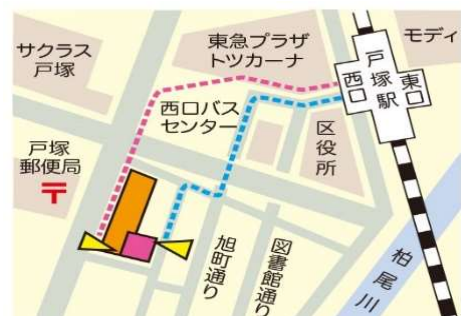 サクラス
戸塚
東急プラザ
トツカーナ
モディ
戸塚駅
西口
東口
西口バス
センター
区役所
戸塚
郵便局
〒
旭町通り
図書館通り
柏尾川